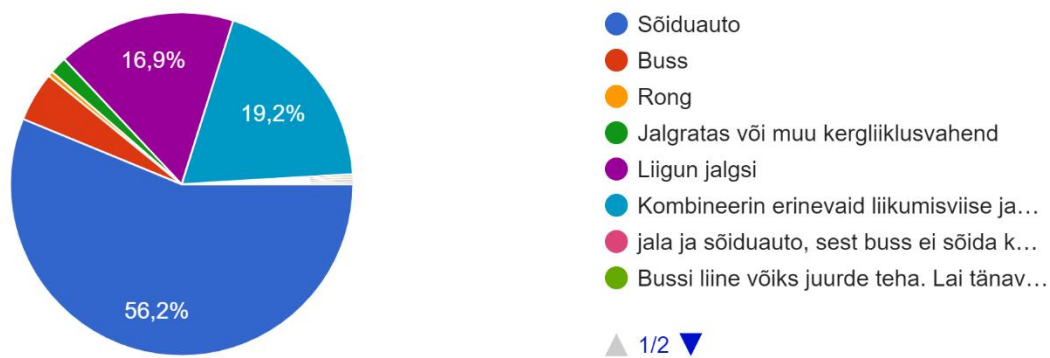 16,9%
19,2%
56,2%
Sõiduauto
Buss
Rong
Jalgratas või muu kergliiklusvahend
Liigun jalgsi
Kombineerin erinevaid liikumisviise ja…
jala ja sõiduauto, sest buss ei sõida k…
Bussi liine võiks juurde teha. Lai tänav…
1/2